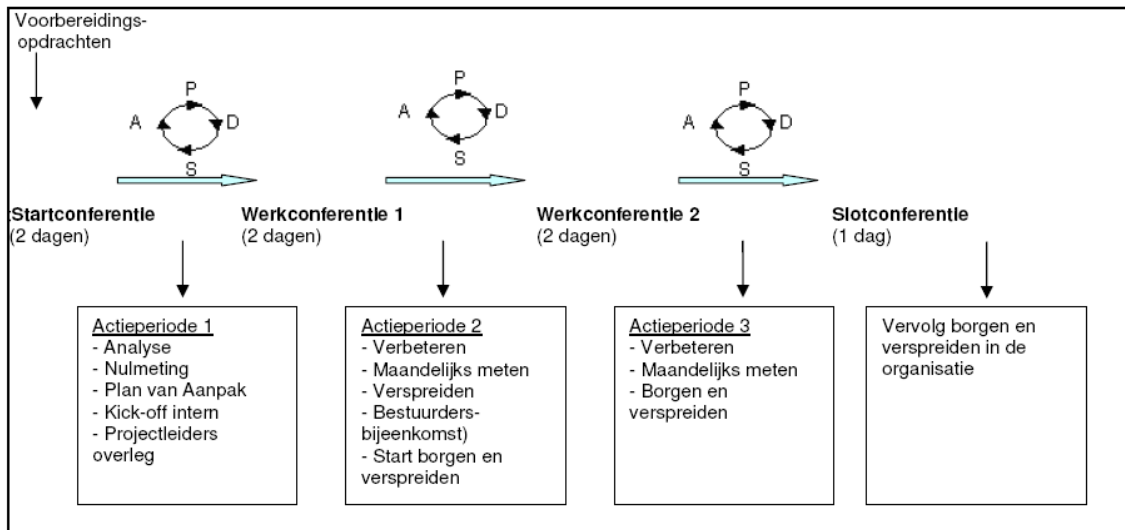 Voorbereidings-
opdrachten
P
A
D
S
P
A
D
S
P
A
D
S
:Startconferentie
(2 dagen)
Werkconferentie 1
(2 dagen)
Werkconferentie 2
(2 dagen)
Slotconferentie
(1 dag)
Actieperiode 1
- Analyse
- Nulmeting
- Plan van Aanpak
- Kick-off intern
- Projectleiders
overleg
Actieperiode 2
- Verbeteren
- Maandelijks meten
- Verspreiden
- Bestuurders-
bijeenkomst)
- Start borgen en
verspreiden
Actieperiode 3
- Verbeteren
- Maandelijks meten
- Borgen en
verspreiden
Vervolg borgen en
verspreiden in de
organisatie